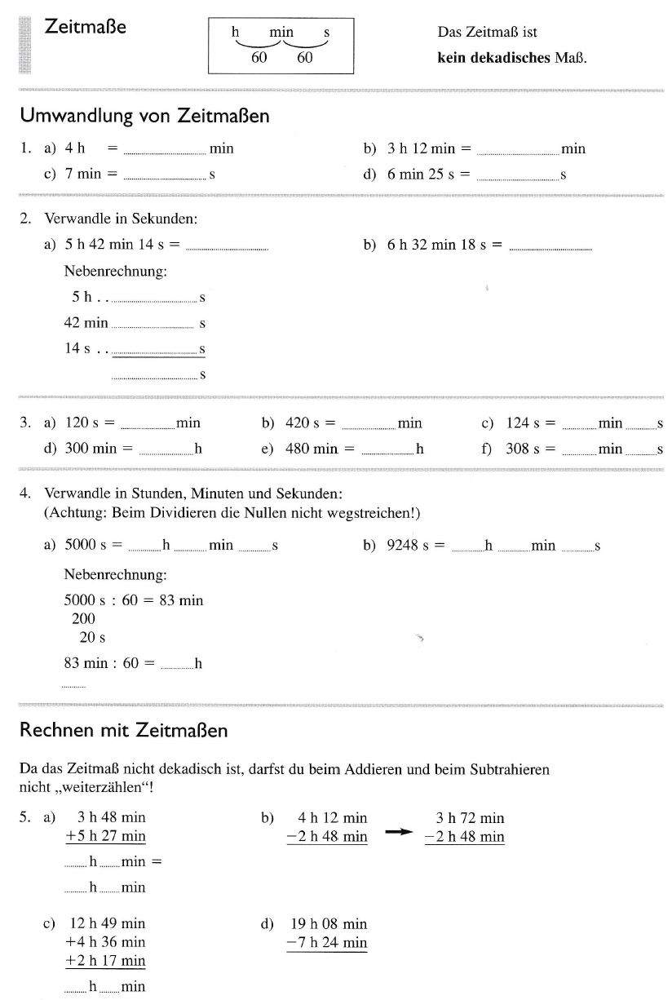 Zeitmaße
h min s
60 60
Das Zeitmaß ist
kein dekadisches Maß.
Umwandlung von Zeitmaßen
1. a) 4 h = ............ min
b) 3 h 12 min = ............ min
c) 7 min = ............ s
d) 6 min 25 s = ............ s
2. Verwandle in Sekunden:
a) 5 h 42 min 14 s = ............
b) 6 h 32 min 18 s = ............
Nebenrechnung:
5 h . . ............ s
42 min ............ s
14 s . . ............ s
............ s
3. a) 120 s = ............ min
b) 420 s = ............ min
c) 124 s = ........ min ........ s
d) 300 min = ............ h
e) 480 min = ............ h
f) 308 s = ........ min ........ s
4. Verwandle in Stunden, Minuten und Sekunden:
(Achtung: Beim Dividieren die Nullen nicht wegstreichen!)
a) 5000 s = ........ h ........ min ........ s
b) 9248 s = ........ h ........ min ........ s
Nebenrechnung:
5000 s : 60 = 83 min
200
20 s
83 min : 60 = ........ h
........
Rechnen mit Zeitmaßen
Da das Zeitmaß nicht dekadisch ist, darfst du beim Addieren und beim Subtrahieren
nicht „weiterzählen“!
5. a) 3 h 48 min
+5 h 27 min
........ h ........ min =
........ h ........ min
b) 4 h 12 min
−2 h 48 min
3 h 72 min
−2 h 48 min
c) 12 h 49 min
+4 h 36 min
+2 h 17 min
........ h ........ min
d) 19 h 08 min
−7 h 24 min